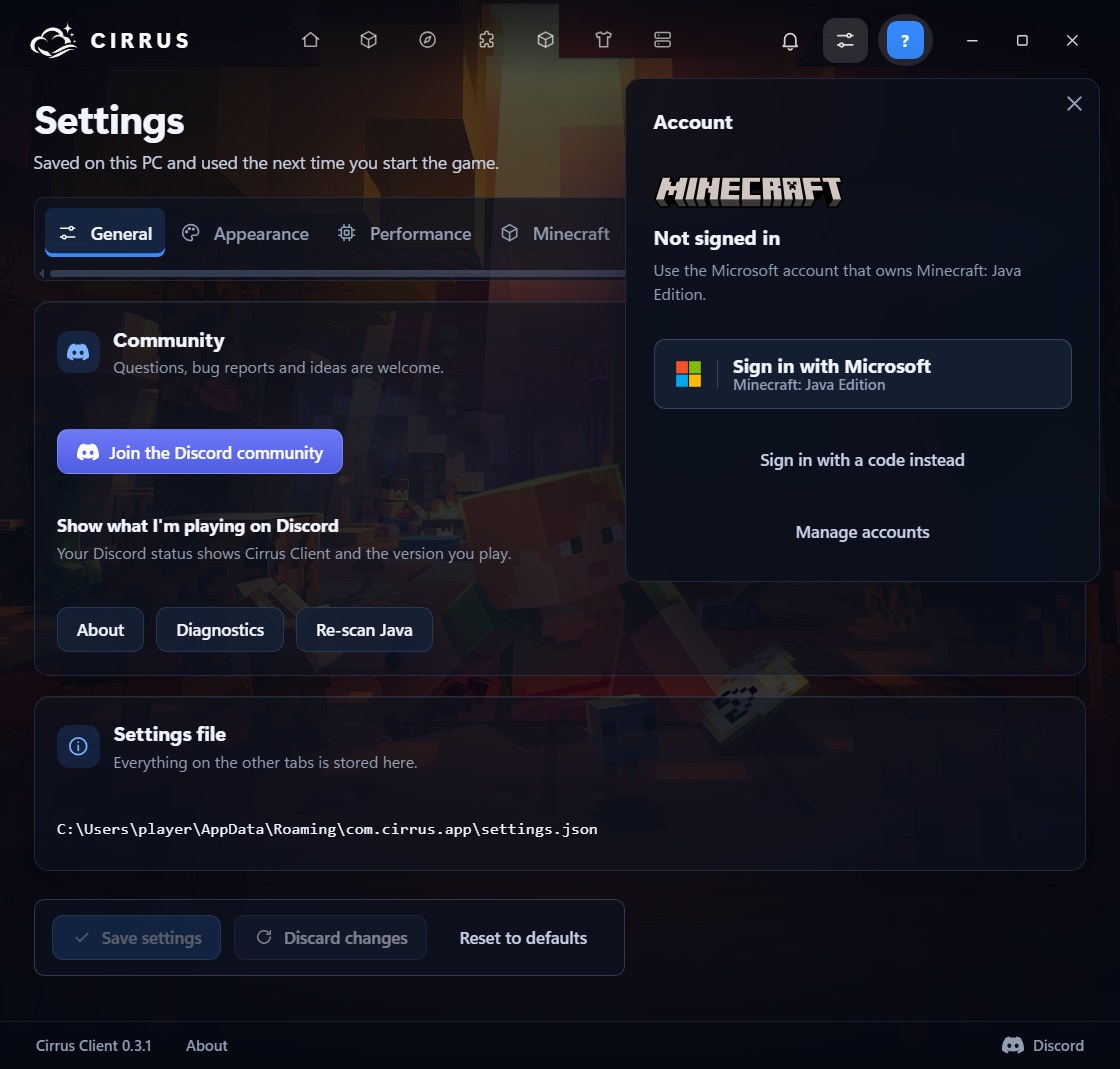 CIRRUS
?
Settings
Saved on this PC and used the next time you start the game.
General
Appearance
Performance
Minecraft
Community
Questions, bug reports and ideas are welcome.
Join the Discord community
Show what I'm playing on Discord
Your Discord status shows Cirrus Client and the version you play.
About
Diagnostics
Re-scan Java
Account
MINECRAFT
Not signed in
Use the Microsoft account that owns Minecraft: Java
Edition.
Sign in with Microsoft
Minecraft: Java Edition
Sign in with a code instead
Manage accounts
Settings file
Everything on the other tabs is stored here.
C:\Users\player\AppData\Roaming\com.cirrus.app\settings.json
Save settings
Discard changes
Reset to defaults
Cirrus Client 0.3.1
About
Discord